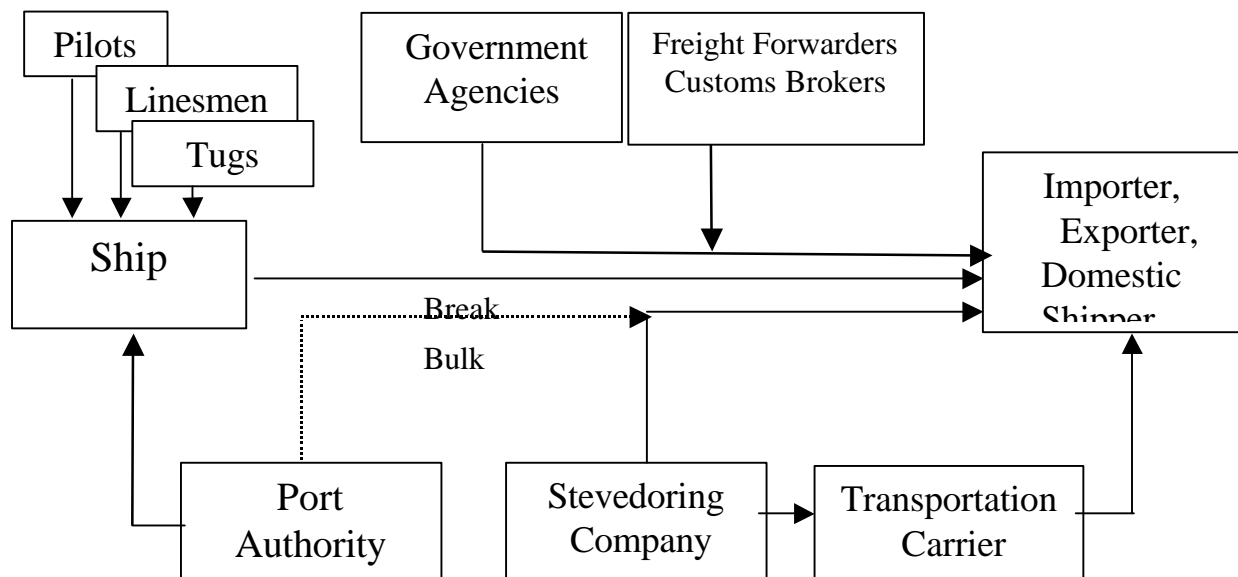 Pilots
Linesmen
Tugs
Ship
Government
Agencies
Freight Forwarders
Customs Brokers
Importer,
Exporter,
Domestic
Shipper
Break
Bulk
Port
Authority
Stevedoring
Company
Transportation
Carrier